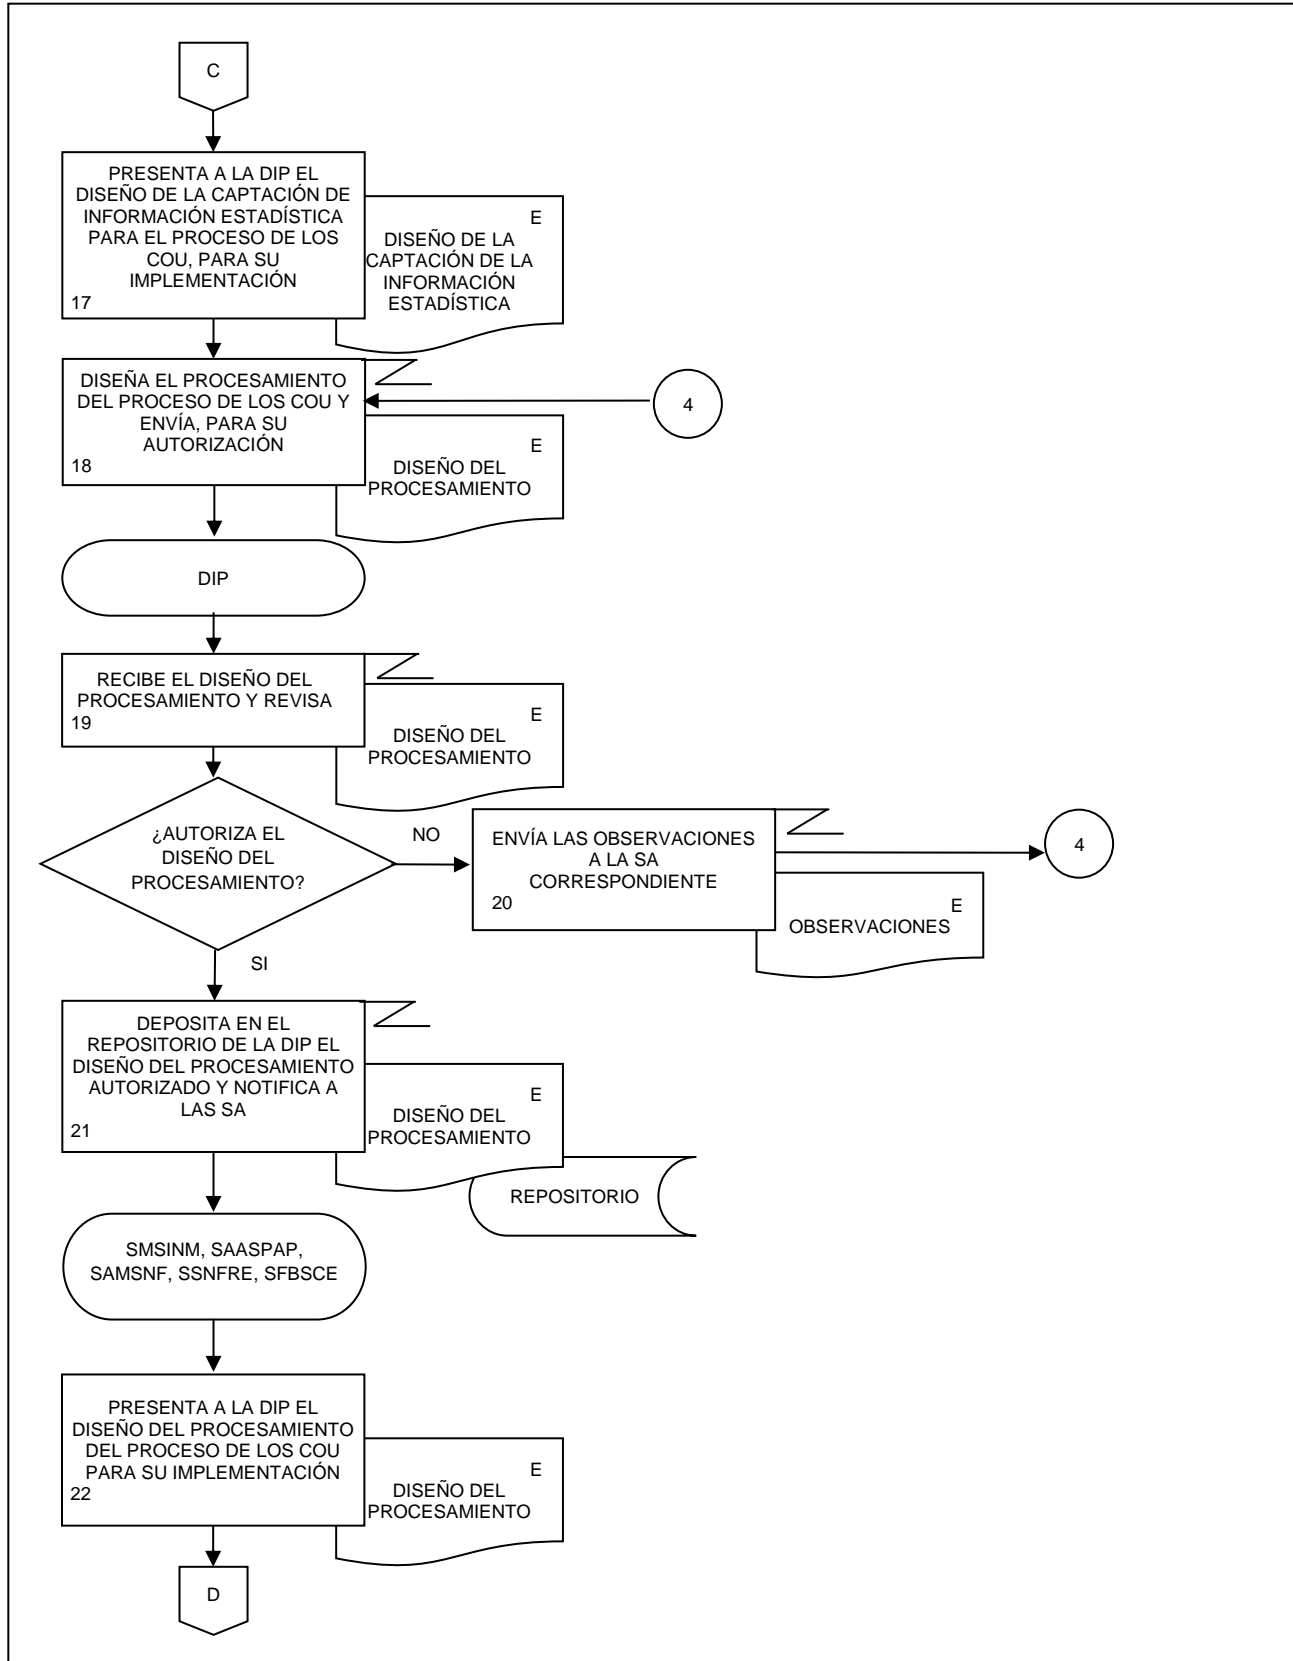 C
PRESENTA A LA DIP EL
DISEÑO DE LA CAPTACIÓN DE
INFORMACIÓN ESTADÍSTICA
PARA EL PROCESO DE LOS
COU, PARA SU
IMPLEMENTACIÓN
17
E
DISEÑO DE LA
CAPTACIÓN DE LA
INFORMACIÓN
ESTADÍSTICA
DISEÑA EL PROCESAMIENTO
DEL PROCESO DE LOS COU Y
ENVÍA, PARA SU
AUTORIZACIÓN
18
4
E
DISEÑO DEL
PROCESAMIENTO
DIP
RECIBE EL DISEÑO DEL
PROCESAMIENTO Y REVISA
19
E
DISEÑO DEL
PROCESAMIENTO
¿AUTORIZA EL
DISEÑO DEL
PROCESAMIENTO?
NO
ENVÍA LAS OBSERVACIONES
A LA SA
CORRESPONDIENTE
20
4
E
OBSERVACIONES
SI
DEPOSITA EN EL
REPOSITORIO DE LA DIP EL
DISEÑO DEL PROCESAMIENTO
AUTORIZADO Y NOTIFICA A
LAS SA
21
E
DISEÑO DEL
PROCESAMIENTO
REPOSITORIO
SMSINM, SAASPAP,
SAMSNF, SSNFRE, SFBSCE
PRESENTA A LA DIP EL
DISEÑO DEL PROCESAMIENTO
DEL PROCESO DE LOS COU
PARA SU IMPLEMENTACIÓN
22
E
DISEÑO DEL
PROCESAMIENTO
D